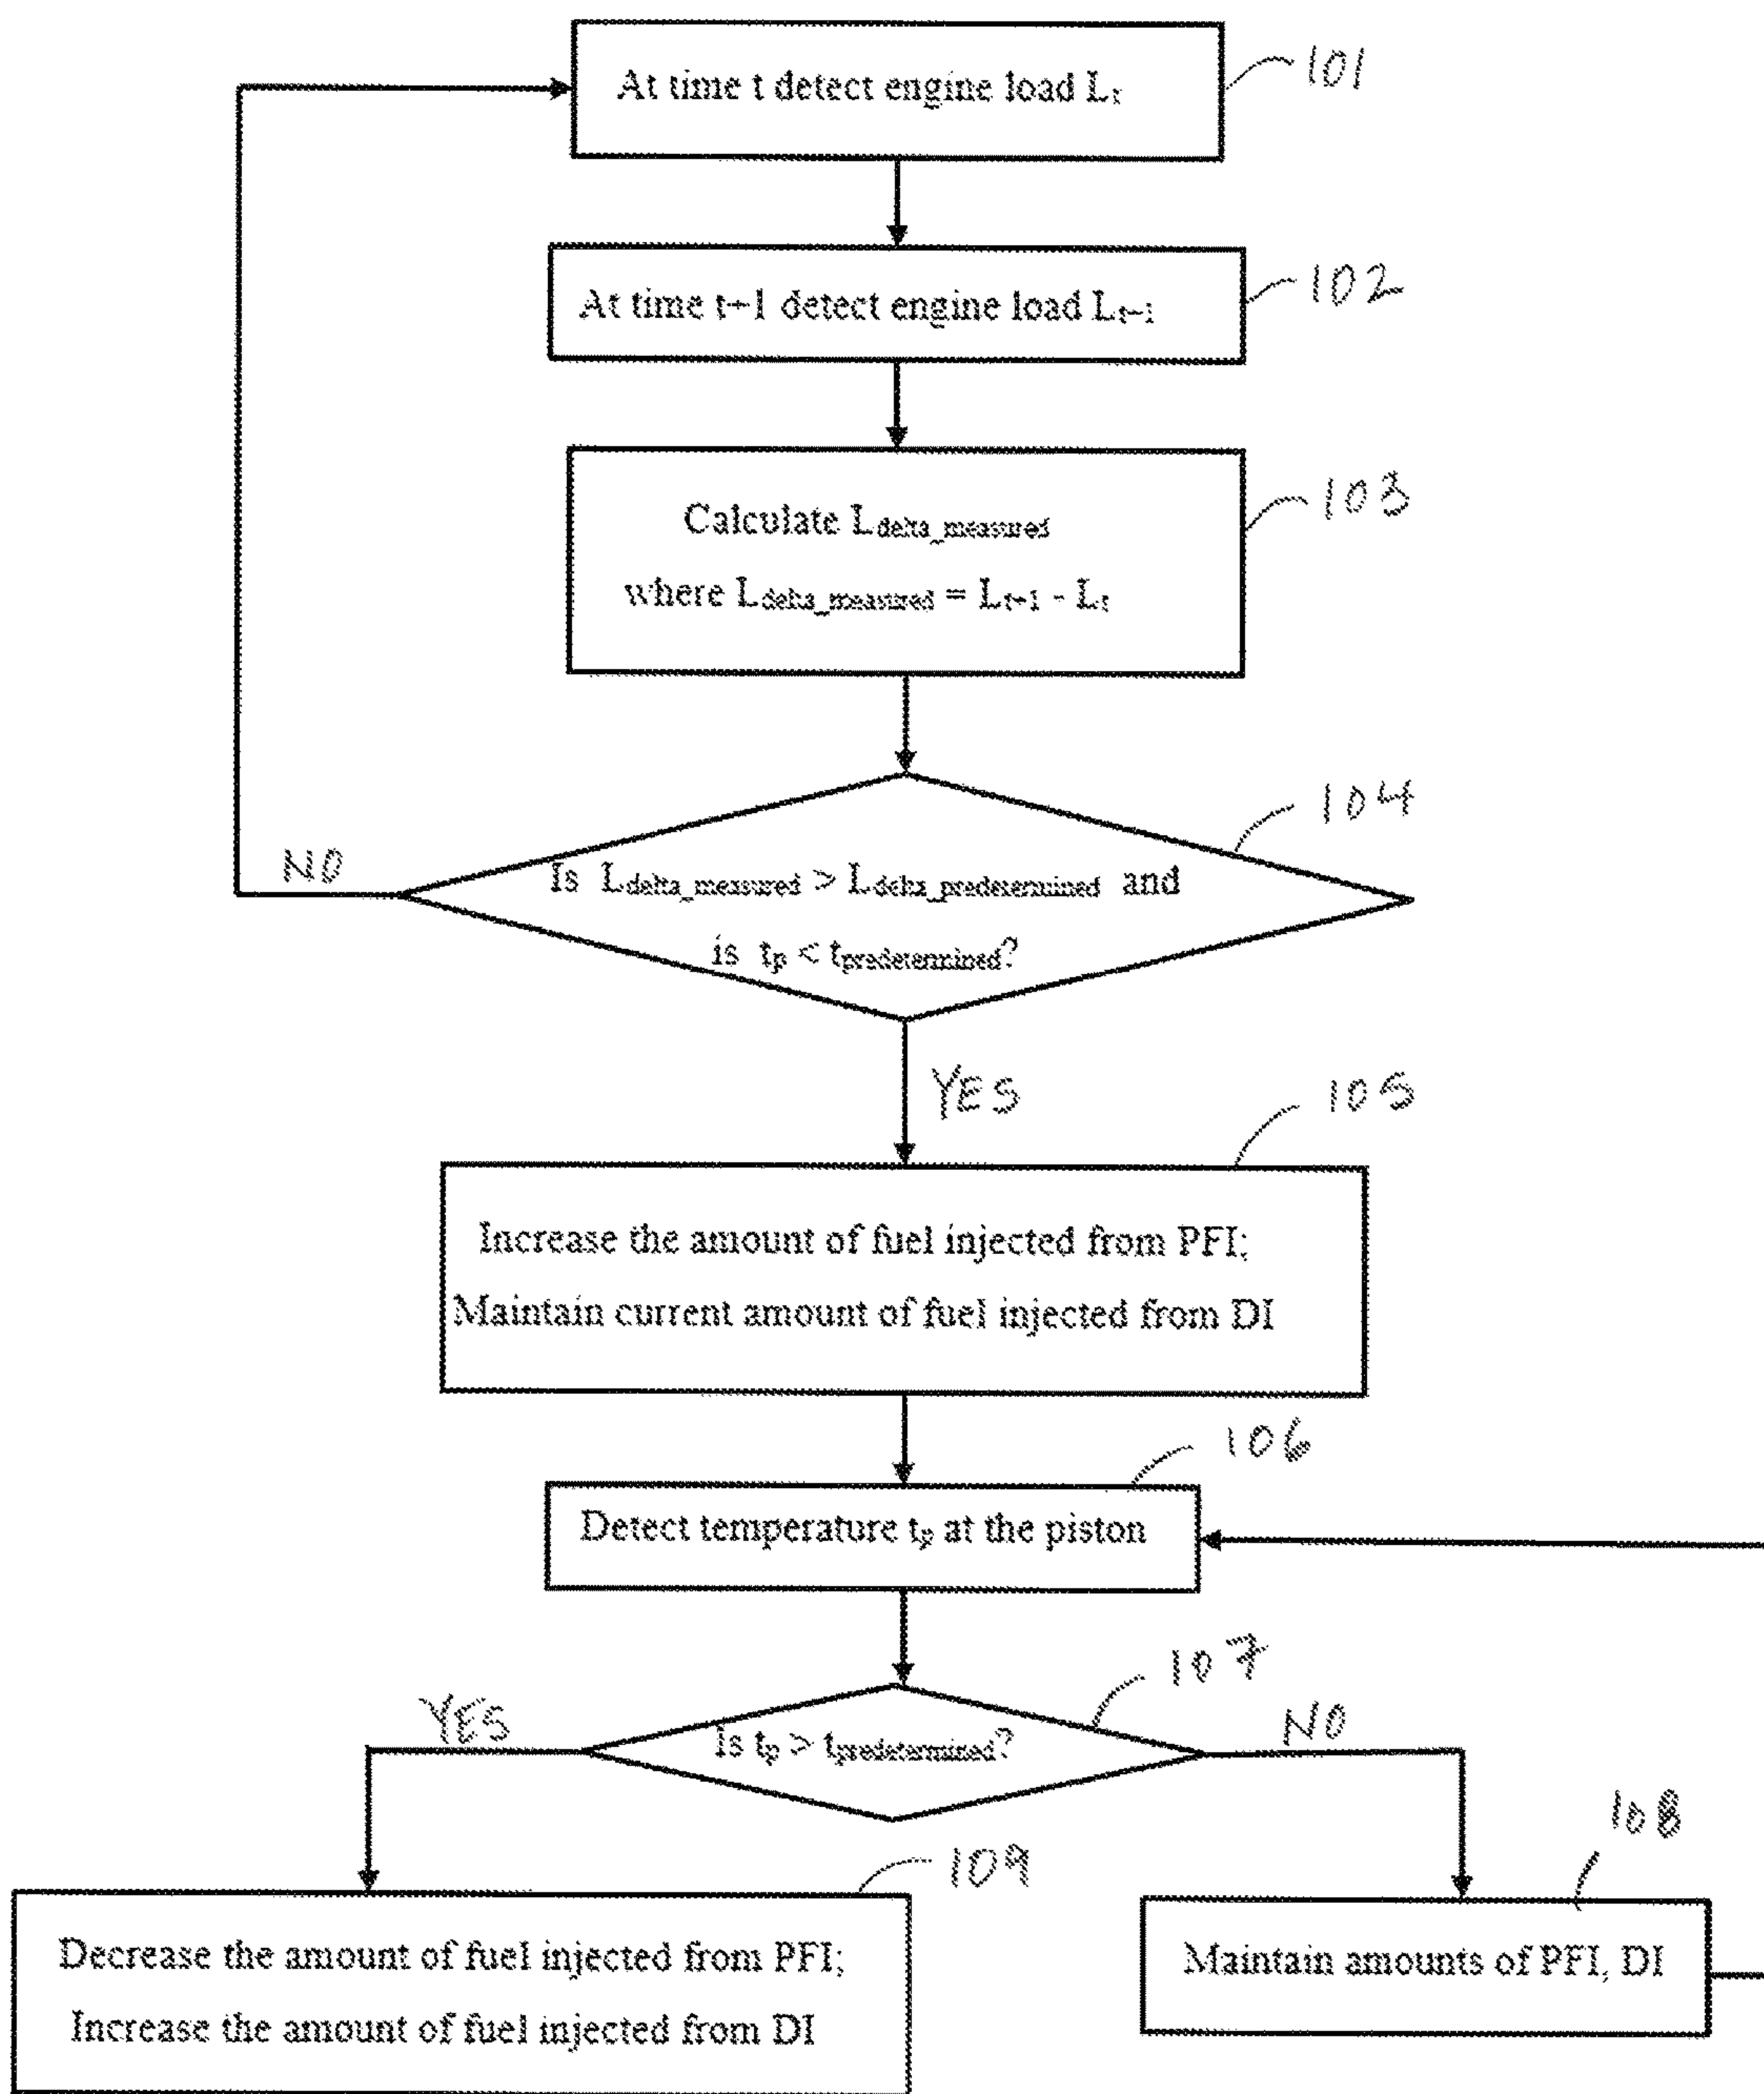 At time t detect engine load Lt
101
At time t+1 detect engine load Lt+1
102
Calculate Ldelta_measured
where Ldelta_measured = Lt+1 - Lt
103
Is Ldelta_measured > Ldelta_predetermined and
is tp < tpredetermined?
104
NO
YES
105
Increase the amount of fuel injected from PFI;
Maintain current amount of fuel injected from DI
106
Detect temperature tp at the piston
107
Is tp > tpredetermined?
YES
NO
109
Decrease the amount of fuel injected from PFI;
Increase the amount of fuel injected from DI
108
Maintain amounts of PFI, DI